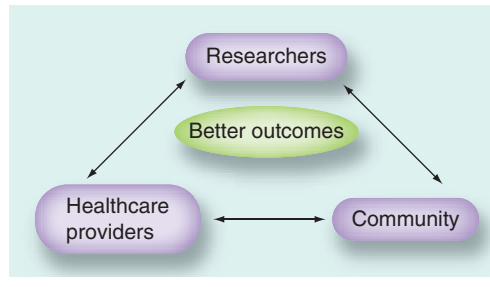 Researchers
Better outcomes
Healthcare
providers
Community